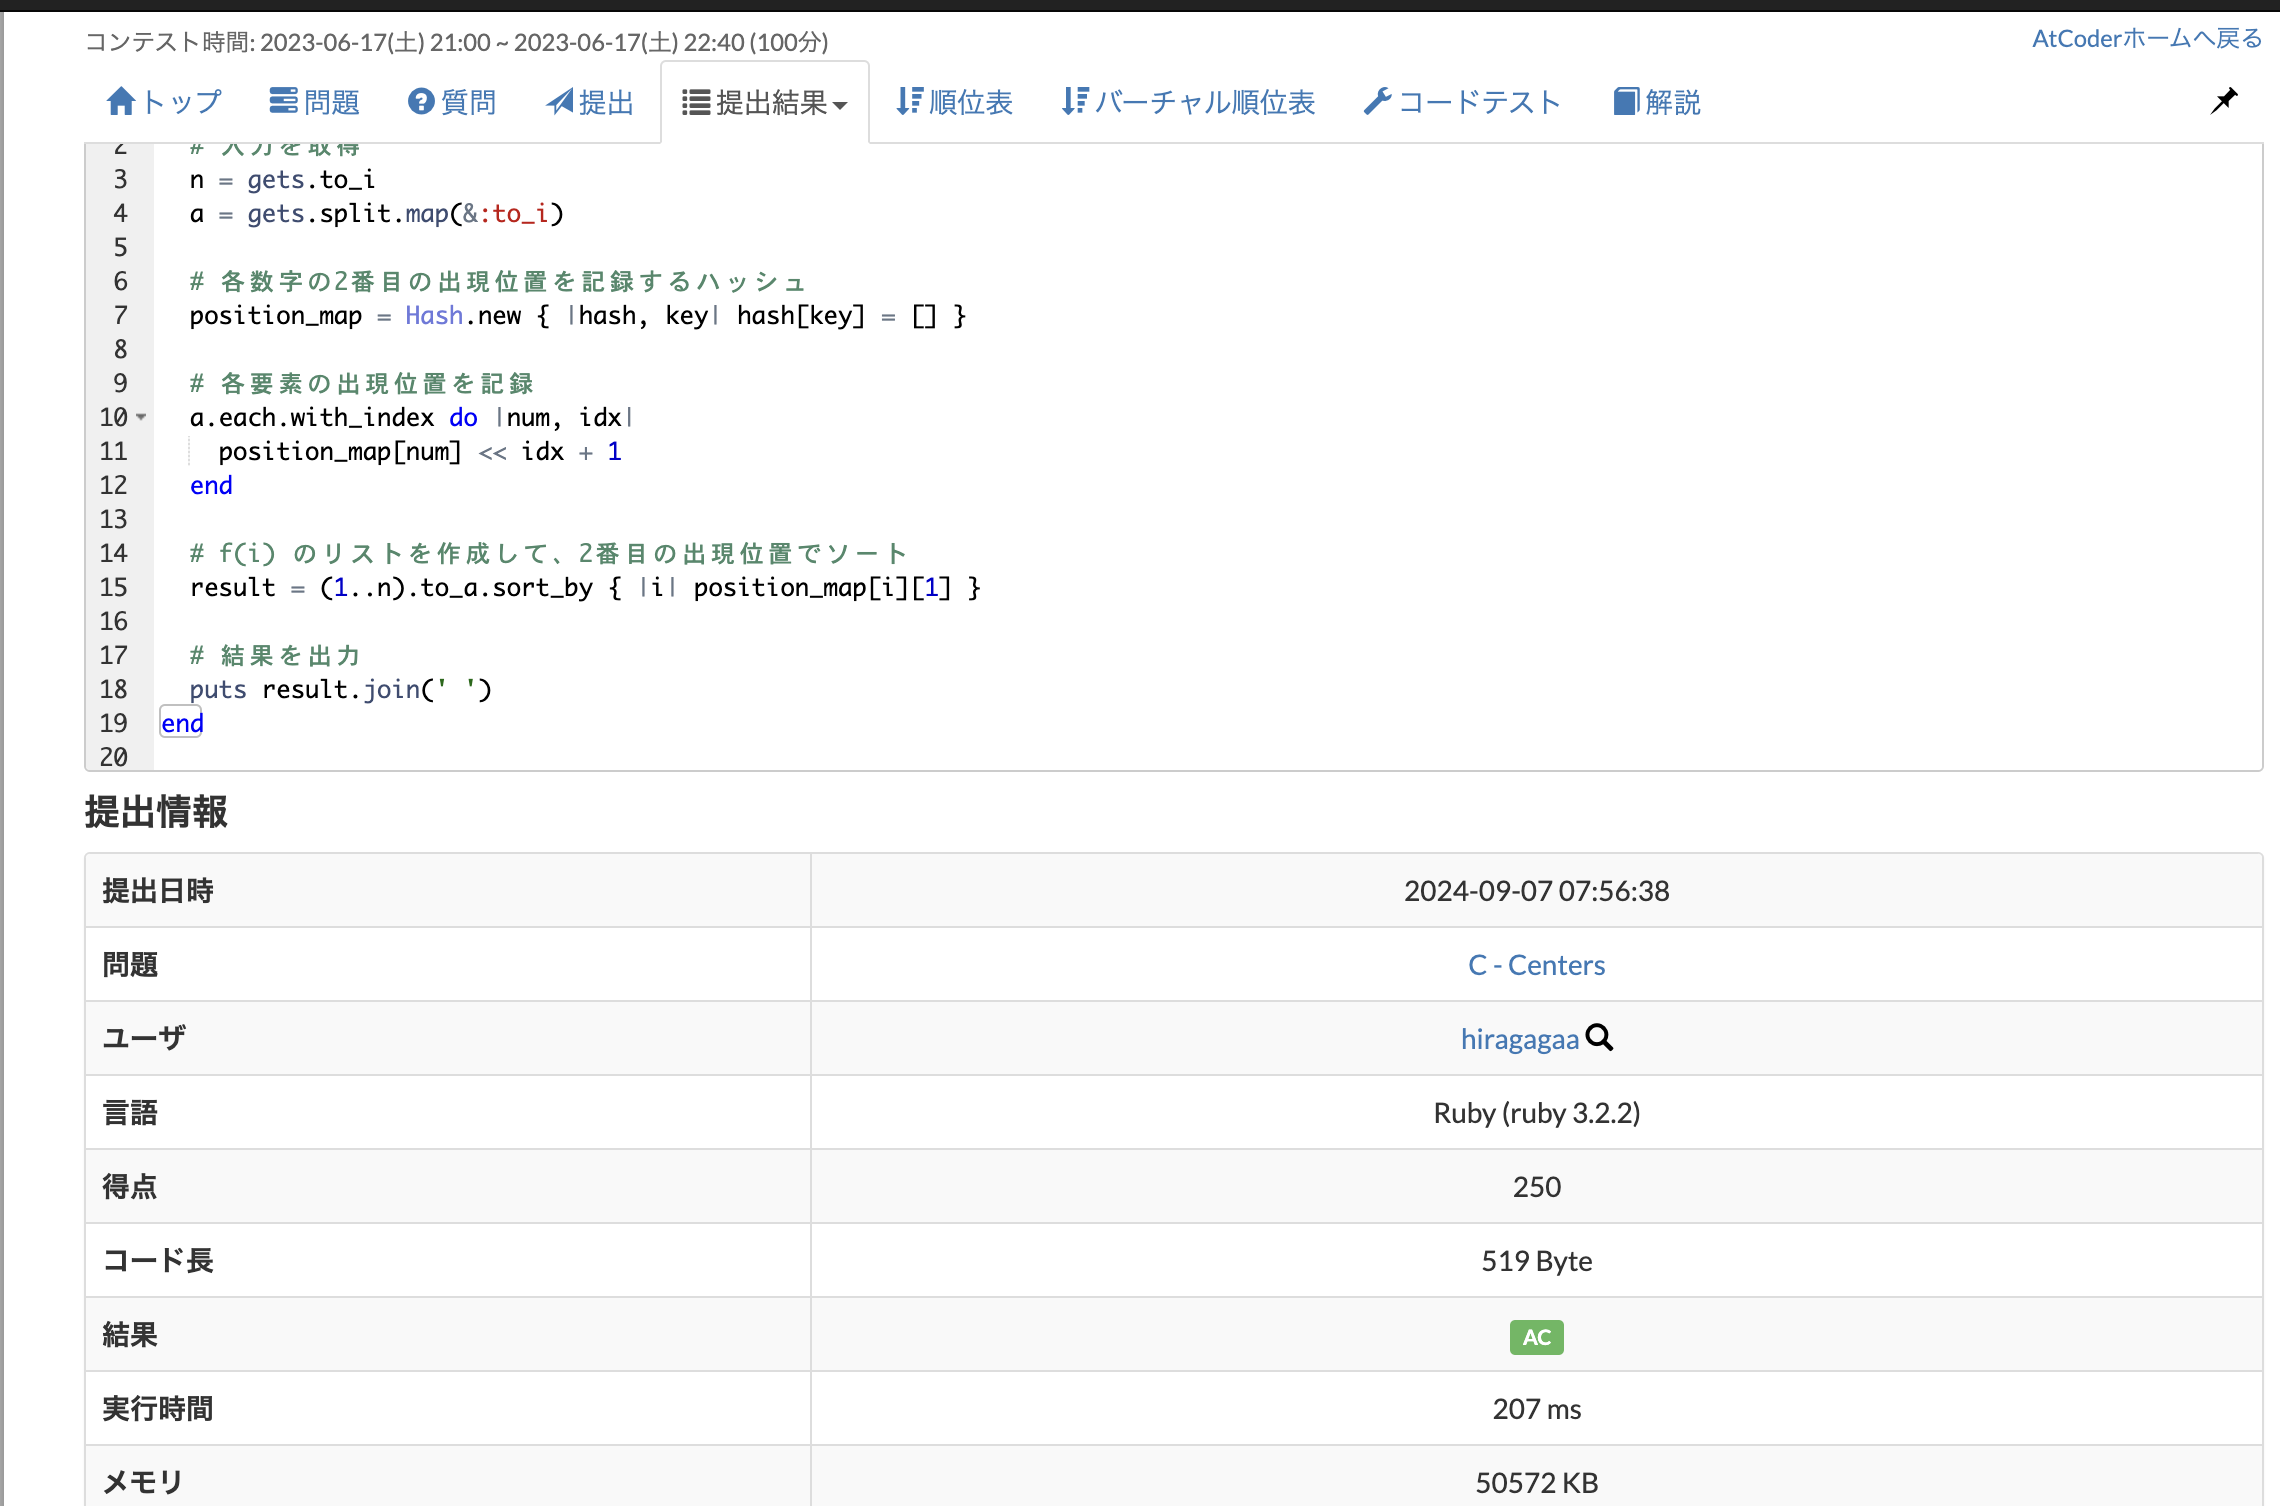 コンテスト時間: 2023-06-17(土) 21:00 ~ 2023-06-17(土) 22:40 (100分)
AtCoderホームへ戻る
トップ 問題 質問 提出 提出結果 順位表 バーチャル順位表 コードテスト 解説
2 # 入力を取得
3 n = gets.to_i
4 a = gets.split.map(&:to_i)
5
6 # 各数字の2番目の出現位置を記録するハッシュ
7 position_map = Hash.new { |hash, key| hash[key] = [] }
8
9 # 各要素の出現位置を記録
10 a.each.with_index do |num, idx|
11 position_map[num] << idx + 1
12 end
13
14 # f(i) のリストを作成して、2番目の出現位置でソート
15 result = (1..n).to_a.sort_by { |i| position_map[i][1] }
16
17 # 結果を出力
18 puts result.join(' ')
19 end
20
提出情報
提出日時 2024-09-07 07:56:38
問題 C - Centers
ユーザ hiragagaa
言語 Ruby (ruby 3.2.2)
得点 250
コード長 519 Byte
結果 AC
実行時間 207 ms
メモリ 50572 KB